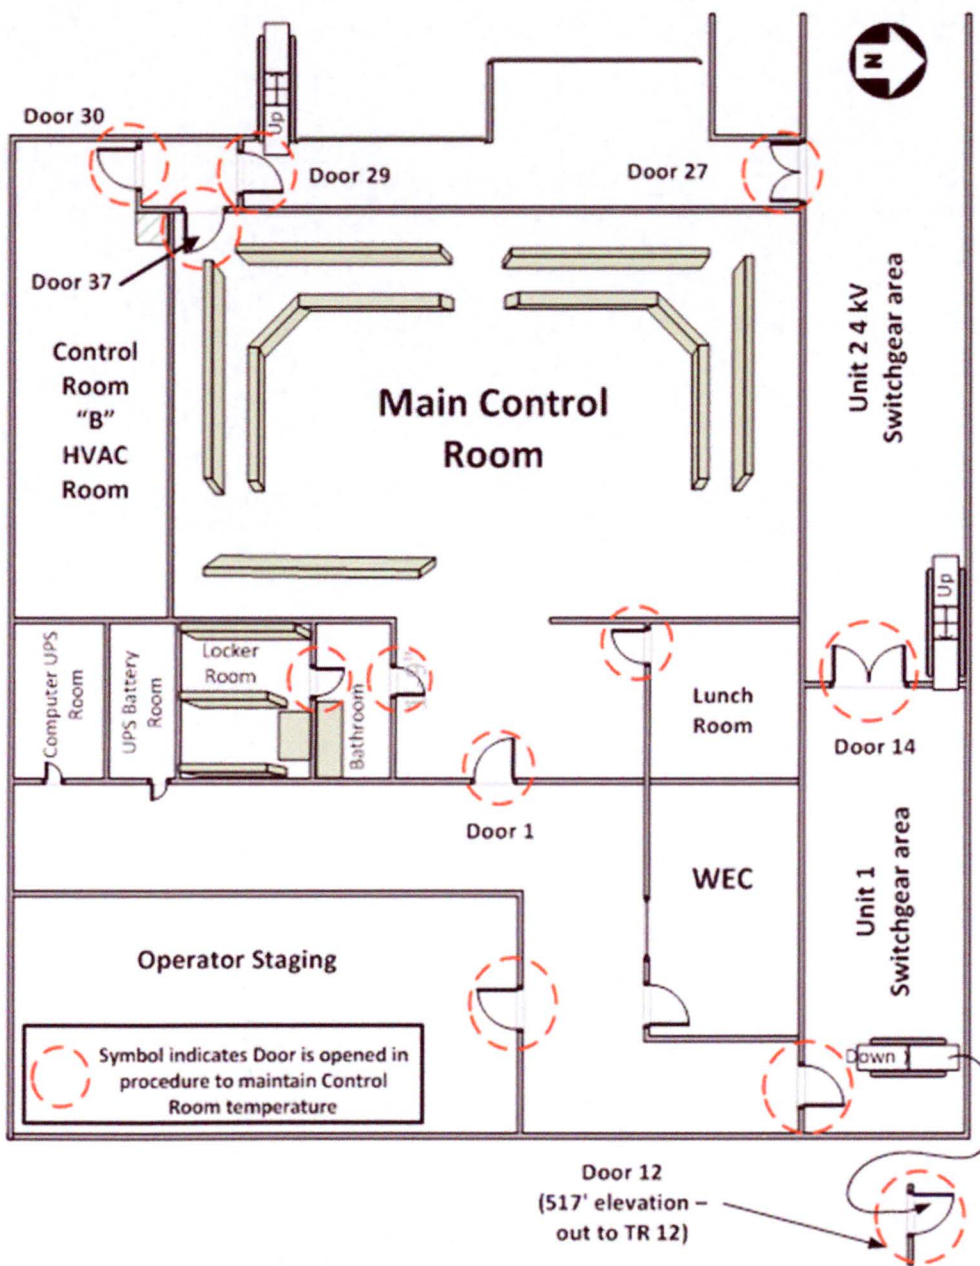 N
Door 30
Up
Door 29
Door 27
Door 37
Control
Room
“B”
HVAC
Room
Main Control
Room
Unit 2 4 kV
Switchgear area
Up
Computer UPS
Room
UPS Battery
Room
Locker
Room
Bathroom
Lunch
Room
Door 14
Door 1
WEC
Unit 1
Switchgear area
Operator Staging
Symbol indicates Door is opened in
procedure to maintain Control
Room temperature
Down
Door 12
(517' elevation –
out to TR 12)